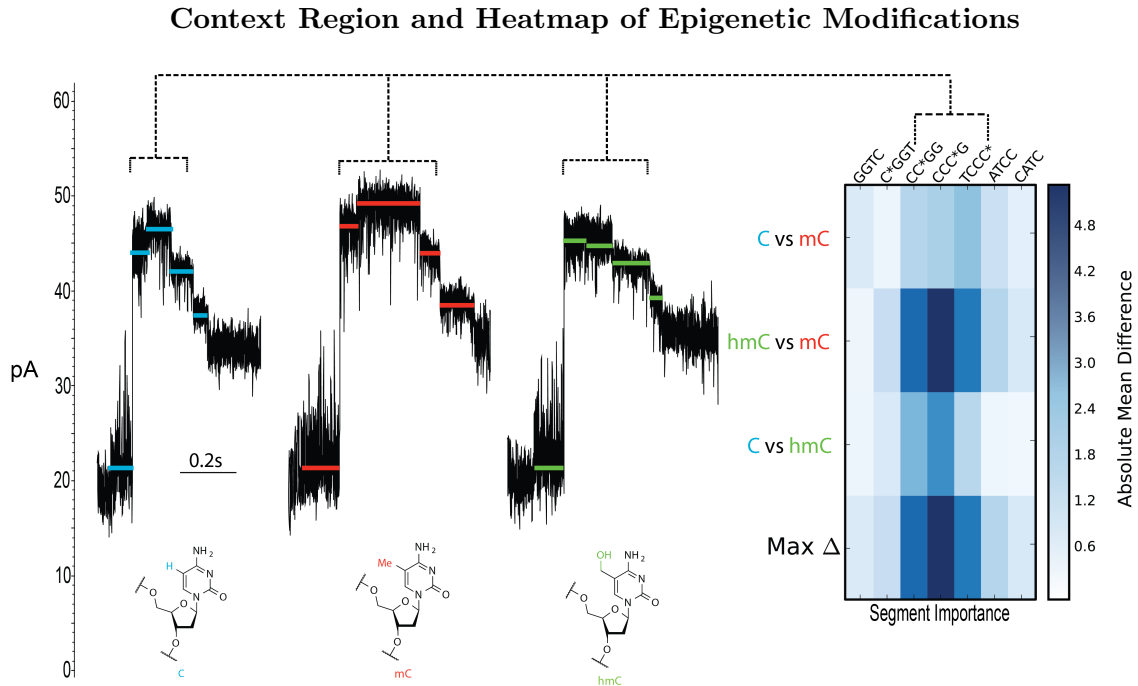 Context Region and Heatmap of Epigenetic Modifications
60
50
40
30
20
10
0
pA
0.2s
GGTC
C*GGT
CC*GG
CCC*G
TCCC*
ATCC
CATC
C vs mC
hmC vs mC
C vs hmC
Max Δ
Segment Importance
4.8
4.2
3.6
3.0
2.4
1.8
1.2
0.6
Absolute Mean Difference
H
NH2
N
N
O
O
O
O
C
Me
NH2
N
N
O
O
O
O
mC
OH
NH2
N
N
O
O
O
O
hmC